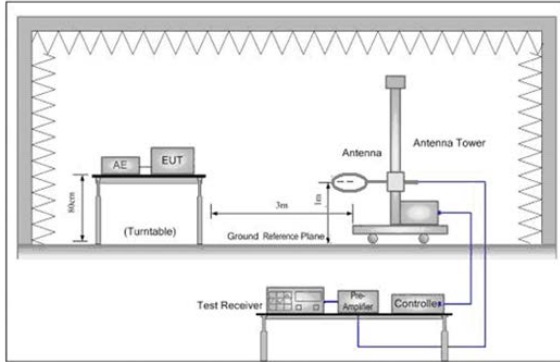 Antenna Tower
Antenna
EUT
AE
80cm
3m
1m
(Turntable)
Ground Reference Plane
Test Receiver
Pre-
Amplifier
Controller